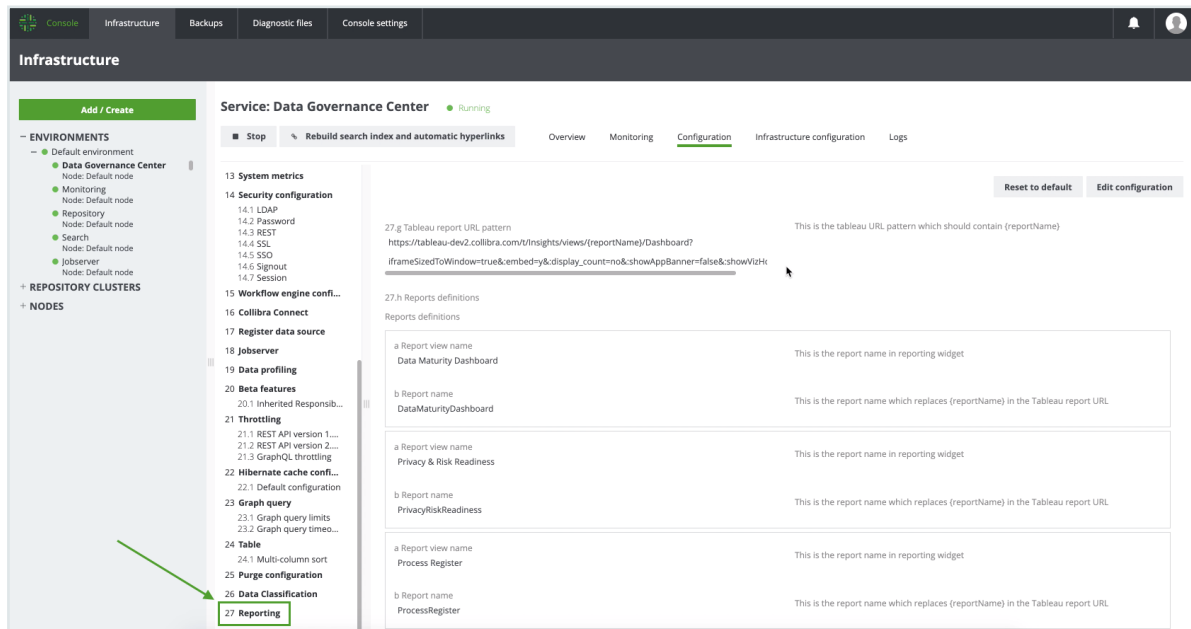 Console
Infrastructure
Backups
Diagnostic files
Console settings
Infrastructure
Add / Create
ENVIRONMENTS
Default environment
Data Governance Center
Node: Default node
Monitoring
Node: Default node
Repository
Node: Default node
Search
Node: Default node
Jobserver
Node: Default node
REPOSITORY CLUSTERS
NODES
Service: Data Governance Center
Running
Stop
Rebuild search index and automatic hyperlinks
Overview
Monitoring
Configuration
Infrastructure configuration
Logs
13 System metrics
14 Security configuration
14.1 LDAP
14.2 Password
14.3 REST
14.4 SSL
14.5 SSO
14.6 Signout
14.7 Session
15 Workflow engine confi...
16 Collibra Connect
17 Register data source
18 Jobserver
19 Data profiling
20 Beta features
20.1 Inherited Responsib...
21 Throttling
21.1 REST API version 1....
21.2 REST API version 2....
21.3 GraphQL throttling
22 Hibernate cache confi...
22.1 Default configuration
23 Graph query
23.1 Graph query limits
23.2 Graph query timeo...
24 Table
24.1 Multi-column sort
25 Purge configuration
26 Data Classification
27 Reporting
Reset to default
Edit configuration
27.g Tableau report URL pattern
This is the tableau URL pattern which should contain {reportName}
https://tableau-dev2.collibra.com/t/Insights/views/{reportName}/Dashboard?
iframeSizedToWindow=true&:embed=y&:display_count=no&:showAppBanner=false&:showVizHo
27.h Reports definitions
Reports definitions
a Report view name
Data Maturity Dashboard
This is the report name in reporting widget
b Report name
DataMaturityDashboard
This is the report name which replaces {reportName} in the Tableau report URL
a Report view name
Privacy & Risk Readiness
This is the report name in reporting widget
b Report name
PrivacyRiskReadiness
This is the report name which replaces {reportName} in the Tableau report URL
a Report view name
Process Register
This is the report name in reporting widget
b Report name
ProcessRegister
This is the report name which replaces {reportName} in the Tableau report URL